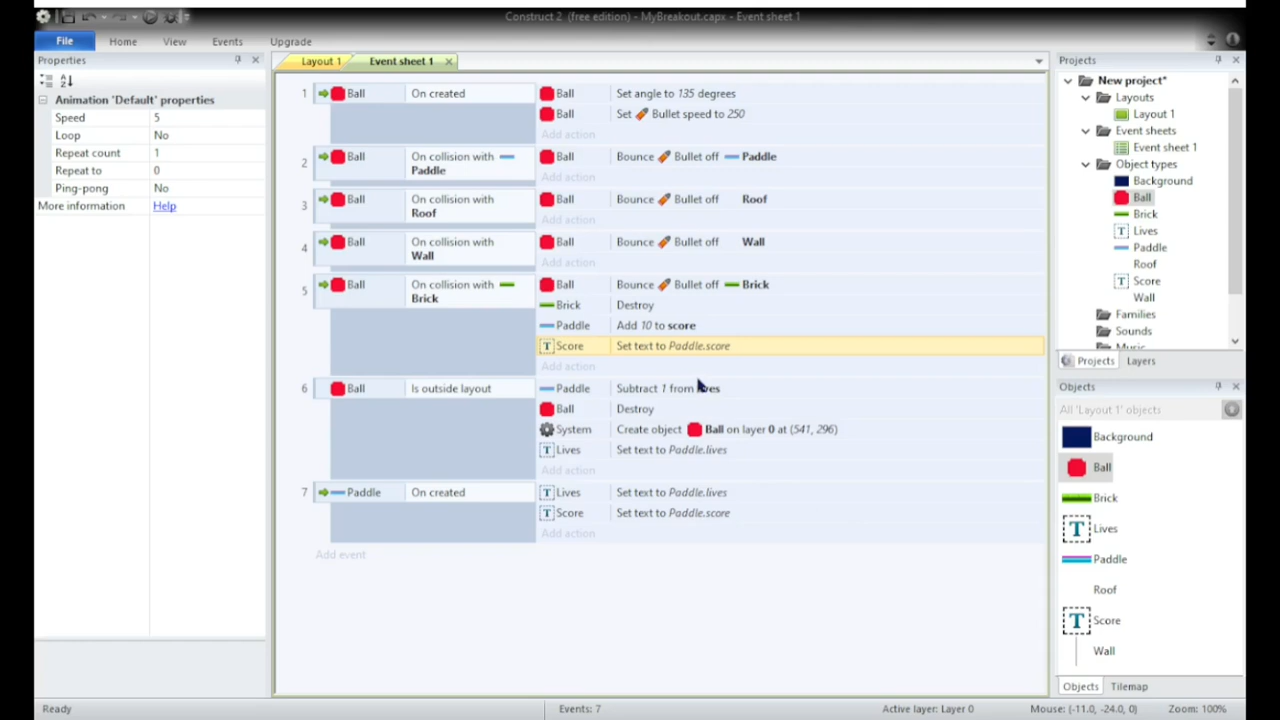 Construct 2 (free edition) - MyBreakout.capx - Event sheet 1
File Home View Events Upgrade
Properties
Animation 'Default' properties
Speed 5
Loop No
Repeat count 1
Repeat to 0
Ping-pong No
More information Help
Layout 1 Event sheet 1
1 Ball On created Ball Set angle to 135 degrees
Ball Set Bullet speed to 250
Add action
2 Ball On collision with Paddle Ball Bounce Bullet off Paddle
Add action
3 Ball On collision with Roof Ball Bounce Bullet off Roof
Add action
4 Ball On collision with Wall Ball Bounce Bullet off Wall
Add action
5 Ball On collision with Brick Ball Bounce Bullet off Brick
Brick Destroy
Paddle Add 10 to score
T Score Set text to Paddle.score
Add action
6 Ball Is outside layout Paddle Subtract 1 from
Ball Destroy
System Create object Ball on layer 0 at (541, 296)
T Lives Set text to Paddle.lives
Add action
7 Paddle On created T Lives Set text to Paddle.lives
T Score Set text to Paddle.score
Add action
Add event
Projects
New project*
Layouts
Layout 1
Event sheets
Event sheet 1
Object types
Background
Ball
Brick
T Lives
Paddle
Roof
T Score
Wall
Families
Sounds
Music
Projects Layers
Objects
All 'Layout 1' objects
Background
Ball
Brick
T Lives
Paddle
Roof
T Score
Wall
Objects Tilemap
Ready Events: 7 Active layer: Layer 0 Mouse: (-11.0, -24.0, 0) Zoom: 100%